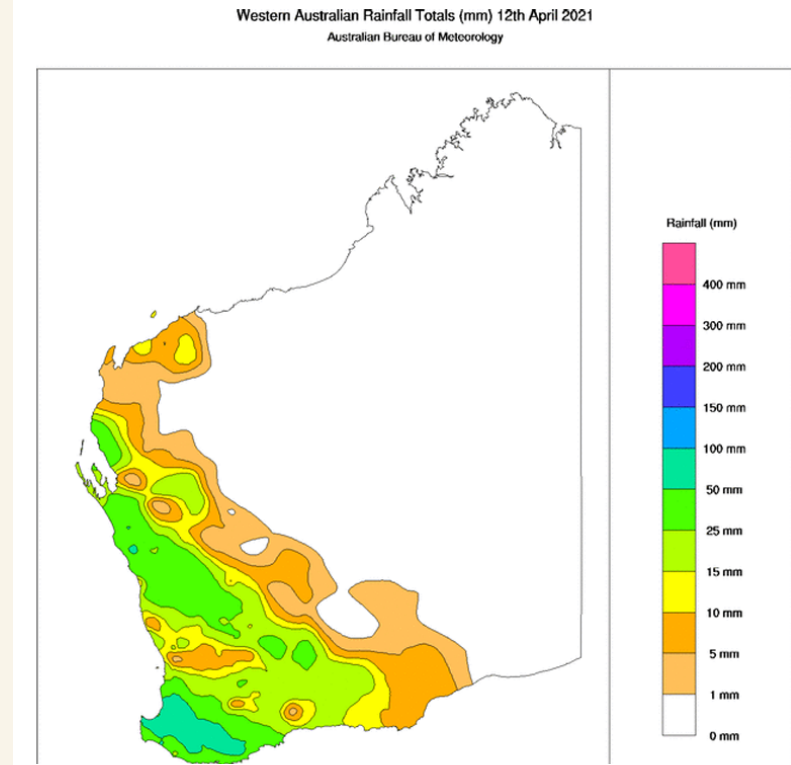 Western Australian Rainfall Totals (mm) 12th April 2021
Australian Bureau of Meteorology
Rainfall (mm)
400 mm
300 mm
200 mm
150 mm
100 mm
50 mm
25 mm
15 mm
10 mm
5 mm
1 mm
0 mm